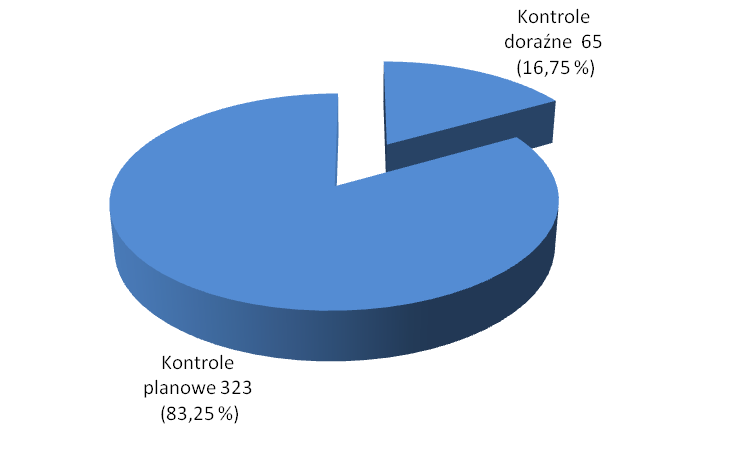 Kontrole
doraźne 65
(16,75 %)
Kontrole
planowe 323
(83,25 %)